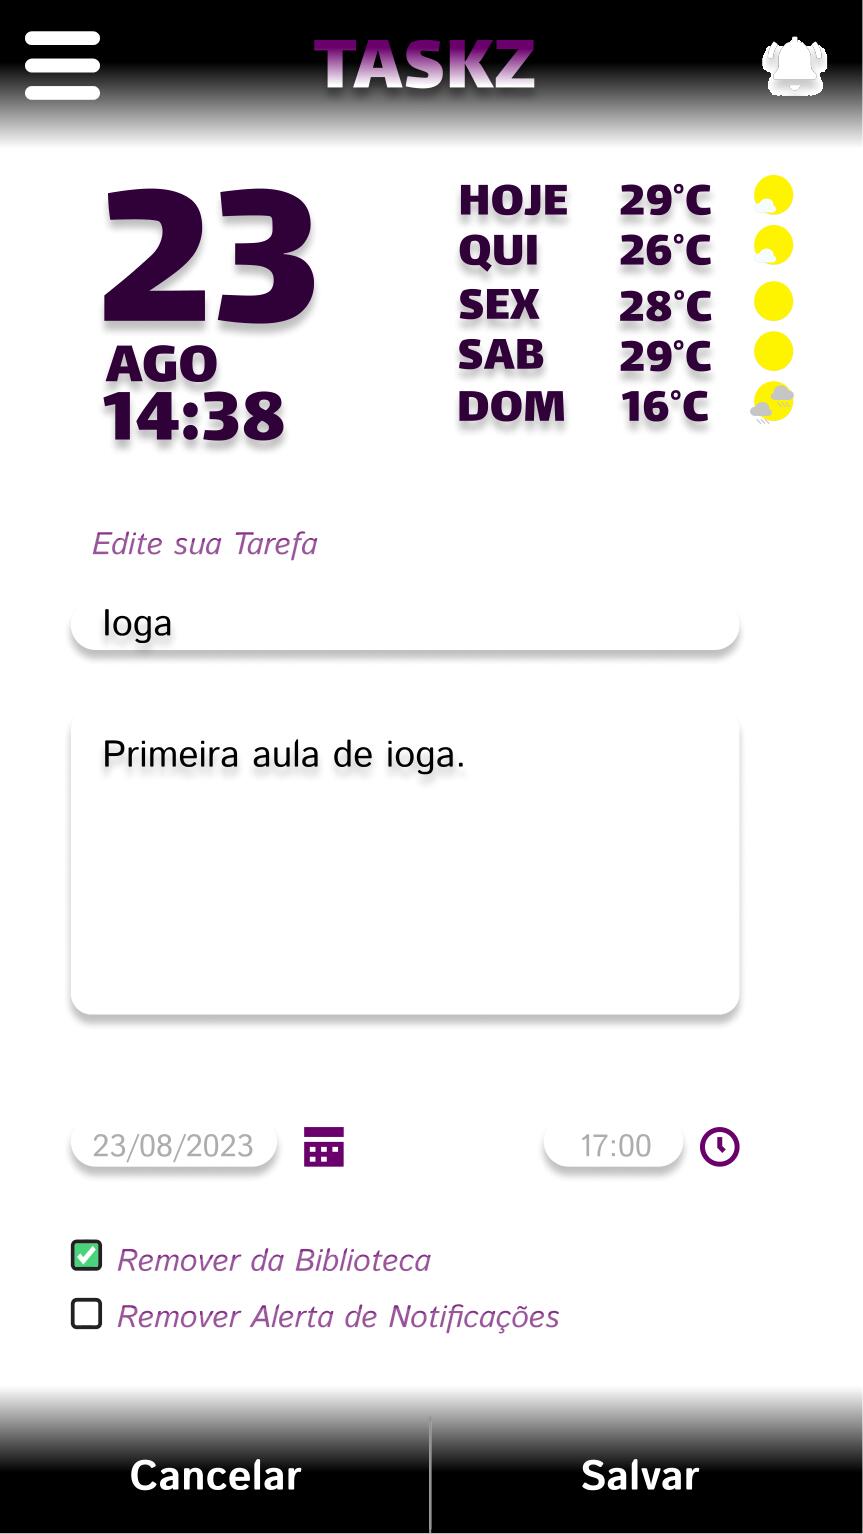 TASKZ
23
AGO
14:38
HOJE 29°C
QUI 26°C
SEX 28°C
SAB 29°C
DOM 16°C
Edite sua Tarefa
Ioga
Primeira aula de ioga.
23/08/2023 17:00
Remover da Biblioteca
Remover Alerta de Notificações
Cancelar Salvar